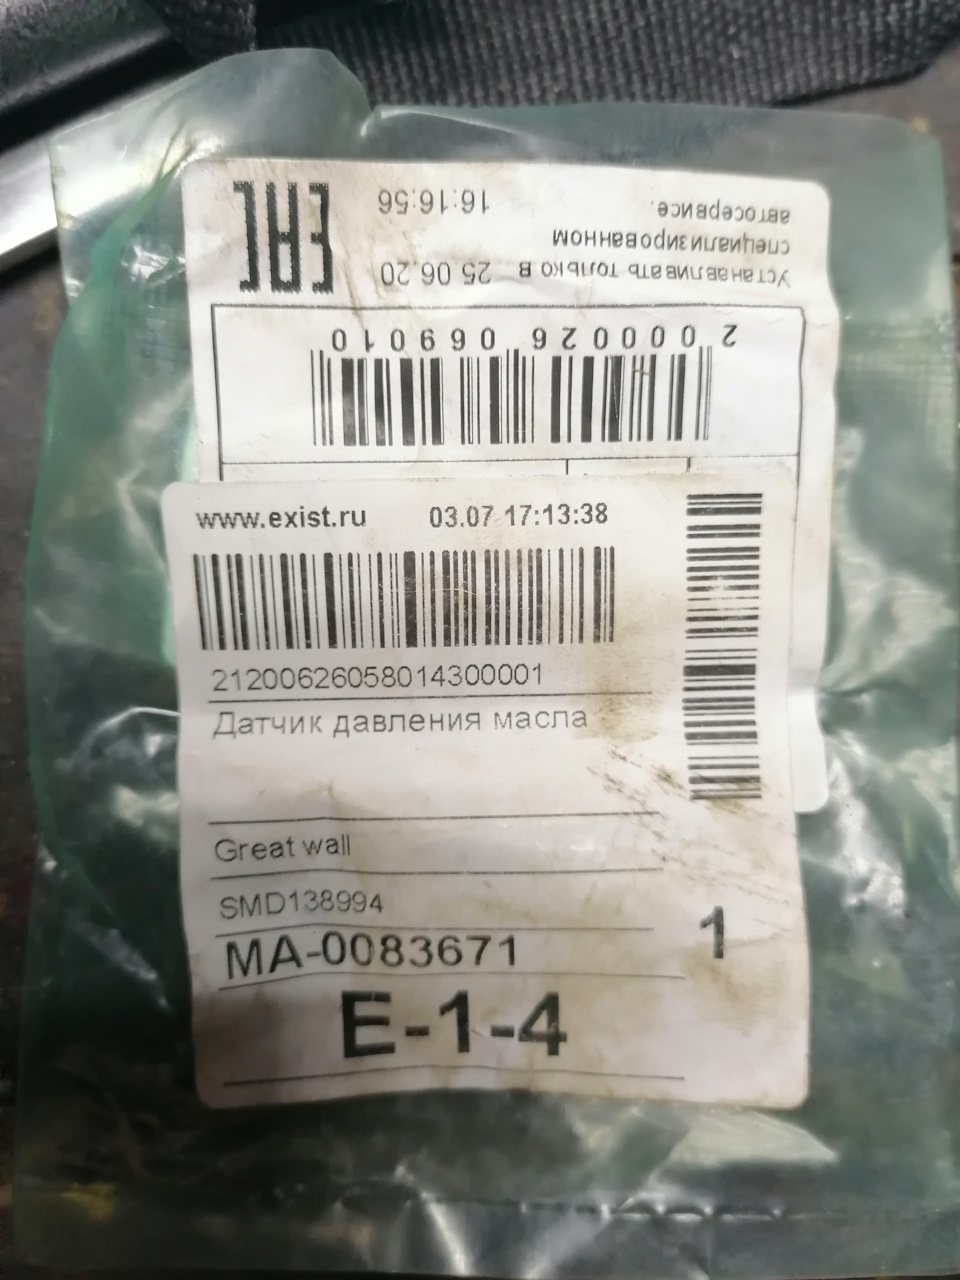 Устанавливать только в 25 06.20
специализированном
автосервисе. 16:16:56
EAC
2 000026 069010
www.exist.ru 03.07 17:13:38
21200626058014300001
Датчик давления масла
Great wall
SMD138994
MA-0083671
1
E-1-4